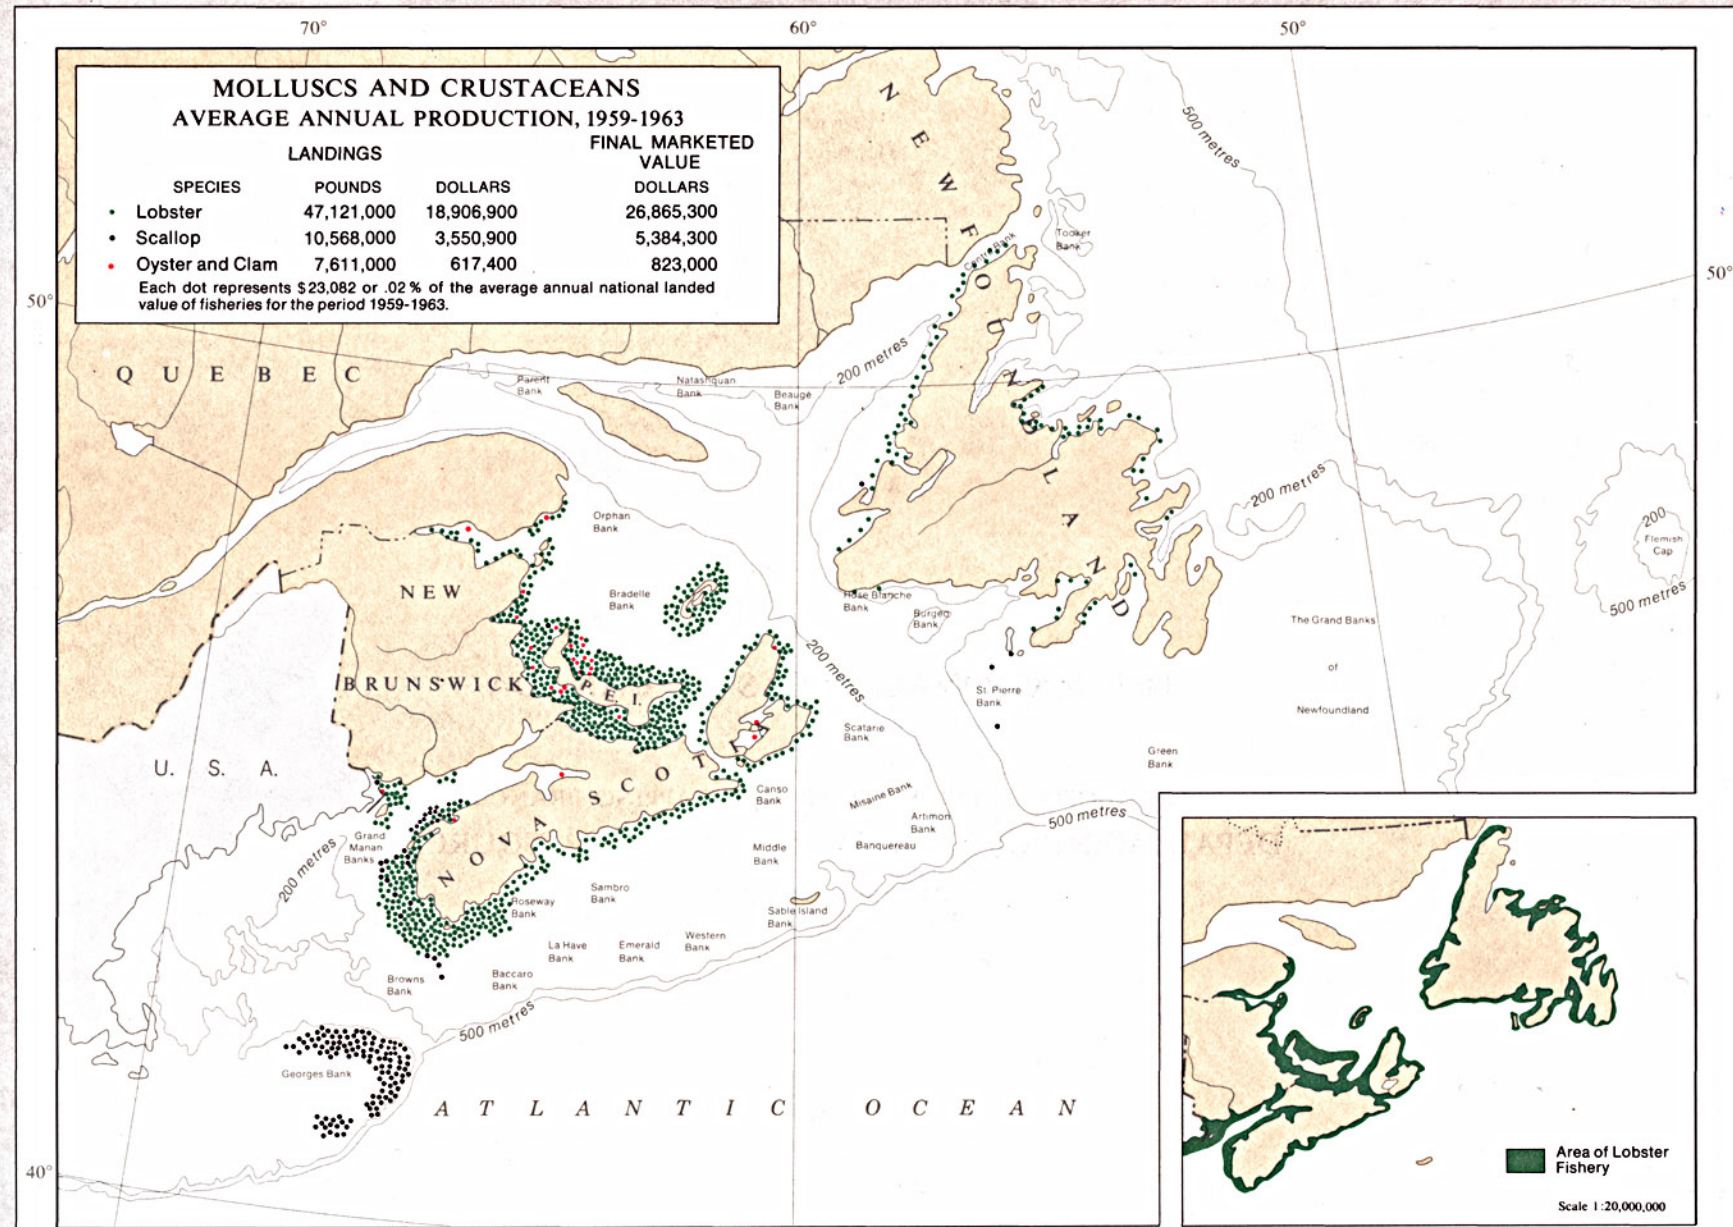 70°
60°
50°
MOLLUSCS AND CRUSTACEANS
AVERAGE ANNUAL PRODUCTION, 1959-1963
LANDINGS
FINAL MARKETED
VALUE
SPECIES POUNDS DOLLARS DOLLARS
Lobster 47,121,000 18,906,900 26,865,300
Scallop 10,568,000 3,550,900 5,384,300
Oyster and Clam 7,611,000 617,400 823,000
Each dot represents $23,082 or .02% of the average annual national landed
value of fisheries for the period 1959-1963.
50°
50°
40°
QUEBEC
NEWFOUNDLAND
NEW
BRUNSWICK
P.E.I.
NOVA SCOTIA
U. S. A.
ATLANTIC OCEAN
500 metres
200 metres
200 metres
200
Flemish
Cap
500 metres
200 metres
500 metres
200 metres
500 metres
Centre Bank
Tooker
Bank
Parent
Bank
Natashquan
Bank
Beaugé
Bank
Orphan
Bank
Bradelle
Bank
Rose Blanche
Bank
Burgeo
Bank
St. Pierre
Bank
The Grand Banks
of
Newfoundland
Green
Bank
Scatarie
Bank
Canso
Bank
Misaine Bank
Artimon
Bank
Banquereau
Middle
Bank
Sable Island
Bank
Grand
Manan
Banks
Roseway
Bank
Sambro
Bank
La Have
Bank
Emerald
Bank
Western
Bank
Browns
Bank
Baccaro
Bank
Georges Bank
Area of Lobster
Fishery
Scale 1:20,000,000